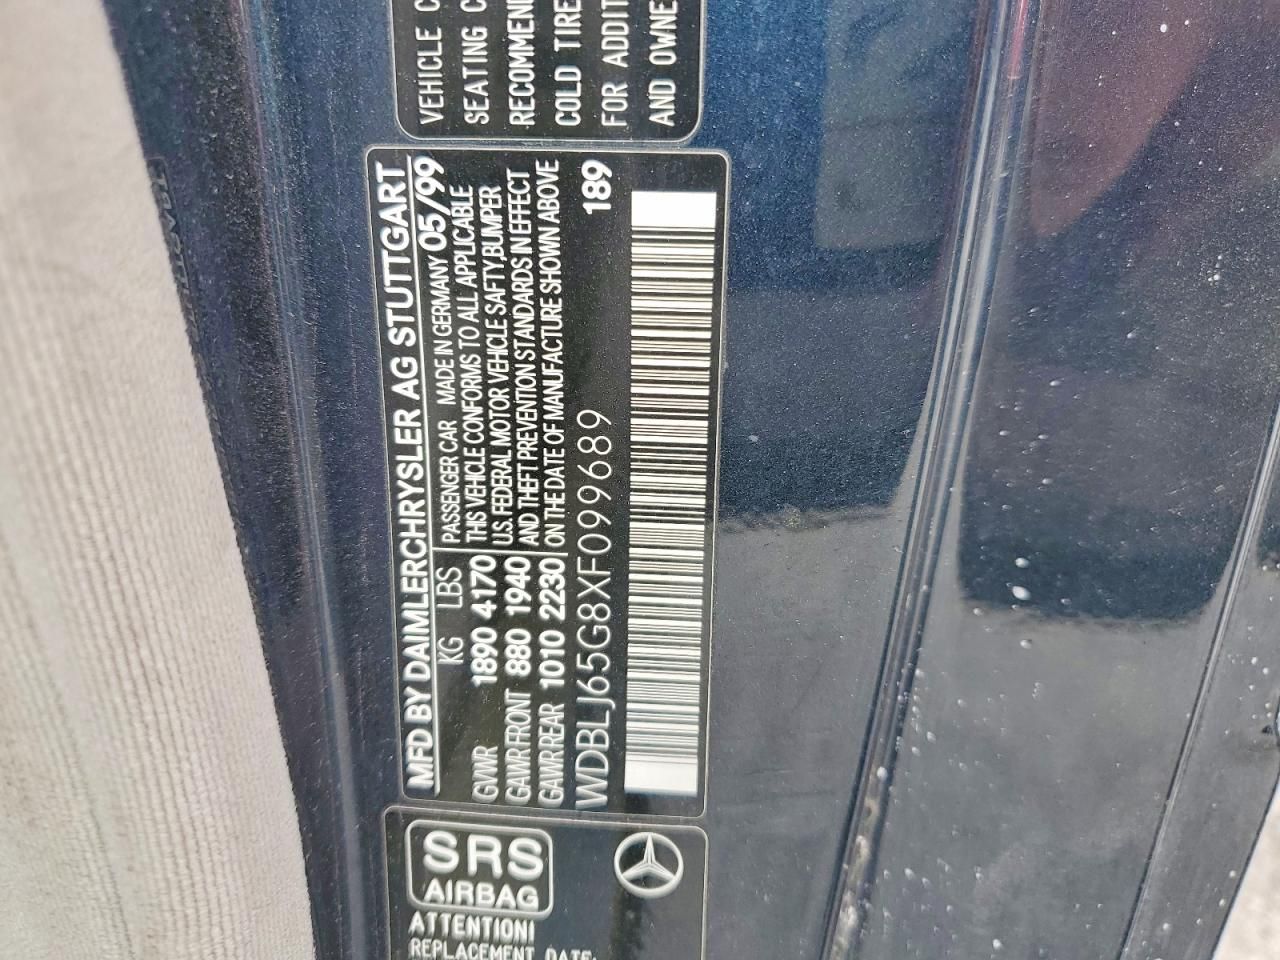 MFD BY DAIMLERCHRYSLER AG STUTTGART
KG LBS
GVWR 1890 4170
GAWR FRONT 880 1940
GAWR REAR 1010 2230
PASSENGER CAR MADE IN GERMANY 05/99
THIS VEHICLE CONFORMS TO ALL APPLICABLE
U.S. FEDERAL MOTOR VEHICLE SAFTY,BUMPER
AND THEFT PREVENTION STANDARDS IN EFFECT
ON THE DATE OF MANUFACTURE SHOWN ABOVE
WDBLJ65G8XF099689 189
SRS
AIRBAG
ATTENTION!
REPLACEMENT DATE:
VEHICLE C
SEATING C
RECOMMEN
COLD TIRE
FOR ADDIT
AND OWNE